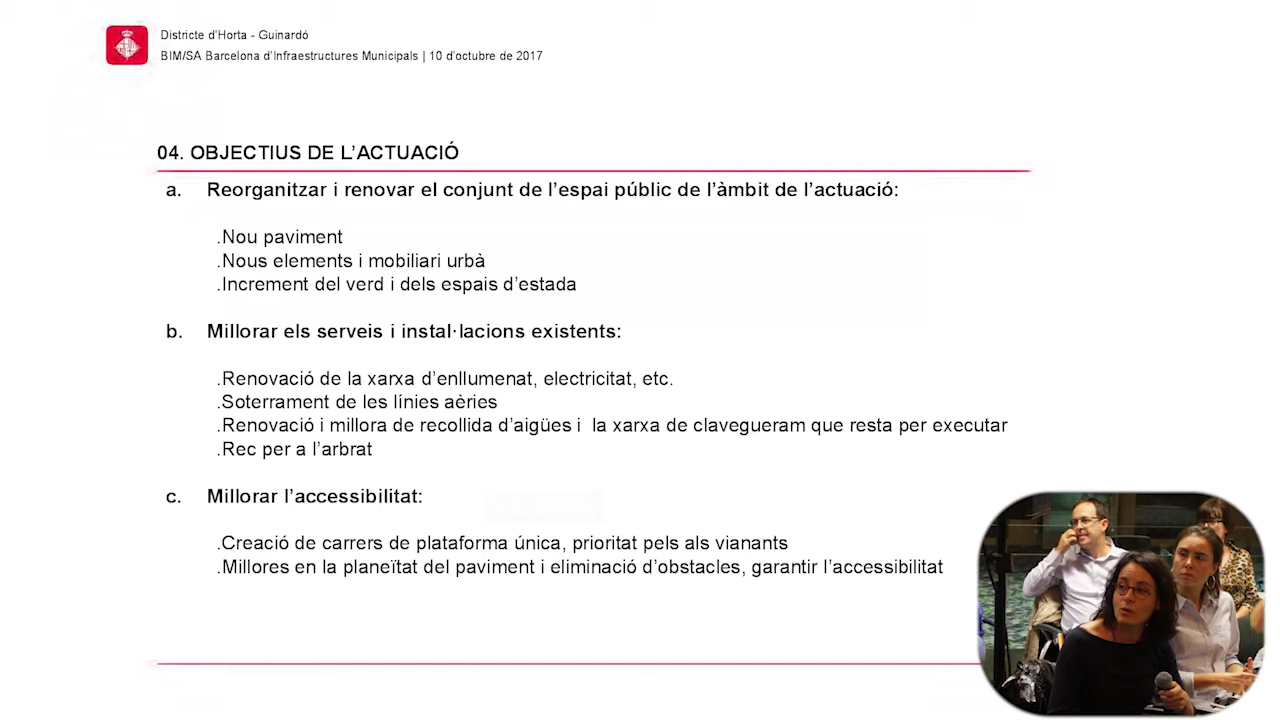 Districte d'Horta - Guinardó
BIM/SA Barcelona d'Infraestructures Municipals | 10 d'octubre de 2017
04. OBJECTIUS DE L'ACTUACIÓ
a. Reorganitzar i renovar el conjunt de l'espai públic de l'àmbit de l'actuació:
.Nou paviment
.Nous elements i mobiliari urbà
.Increment del verd i dels espais d'estada
b. Millorar els serveis i instal·lacions existents:
.Renovació de la xarxa d'enllumenat, electricitat, etc.
.Soterrament de les línies aèries
.Renovació i millora de recollida d'aigües i  la xarxa de clavegueram que resta per executar
.Rec per a l'arbrat
c. Millorar l'accessibilitat:
.Creació de carrers de plataforma única, prioritat pels als vianants
.Millores en la planeïtat del paviment i eliminació d'obstacles, garantir l'accessibilitat